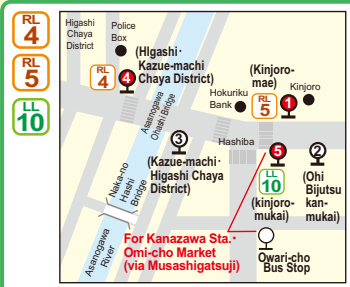 RL
4
RL
5
LL
10
Higashi
Chaya
District
Police
Box
(HIgashi･
Kazue-machi
Chaya District)
RL
4
4
Asanogawa
Ohashi Bridge
(Kinjoro-
mae)
Hokuriku
Bank
RL
5
1
Kinjoro
3
Hashiba
5
2
(Kazue-machi･
Higashi Chaya
District)
LL
10
(kinjoro-
mukai)
(Ohi
Bijutsu
kan-
mukai)
Naka-no
Hashi
Bridge
Asanogawa
River
For Kanazawa Sta.･
Omi-cho Market
(via Musashigatsuji)
Owari-cho
Bus Stop